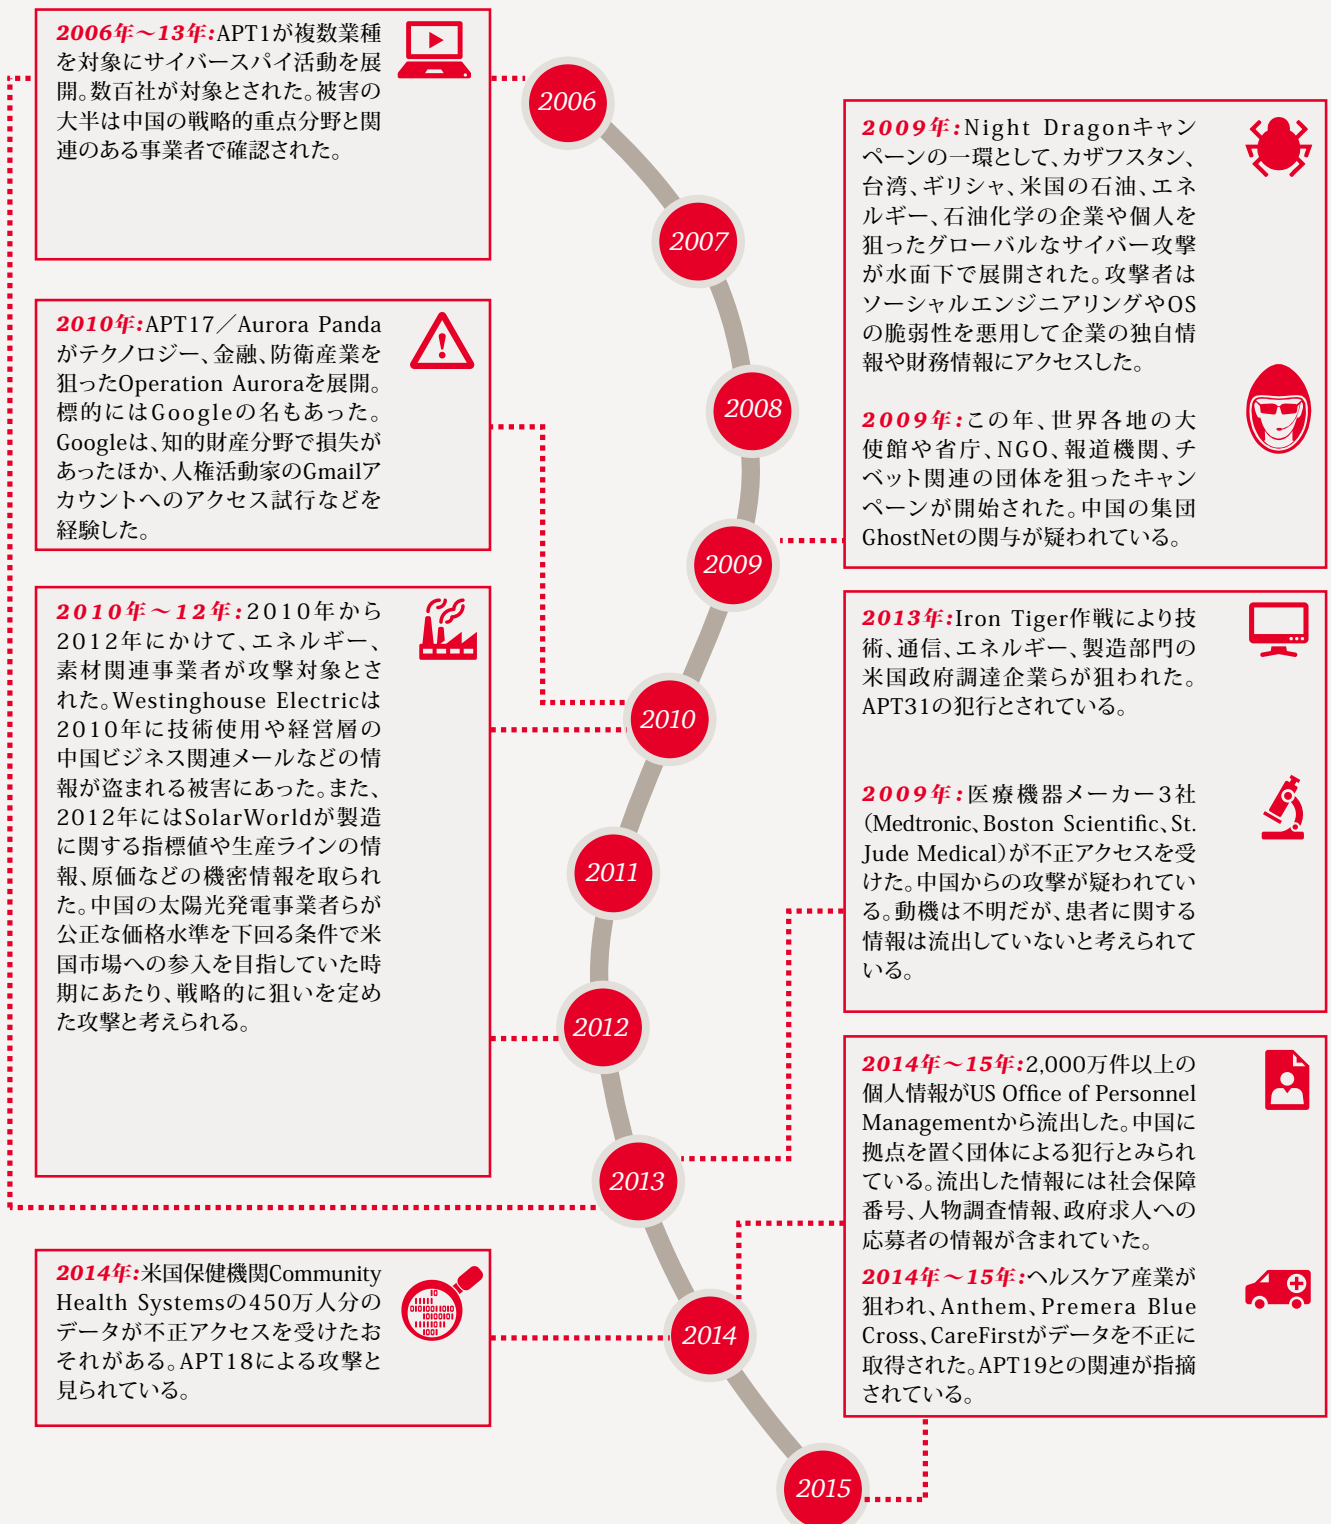 2006年～13年:APT1が複数業種
を対象にサイバースパイ活動を展
開。数百社が対象とされた。被害の
大半は中国の戦略的重点分野と関
連のある事業者で確認された。
2010年:APT17／Aurora Panda
がテクノロジー、金融、防衛産業を
狙ったOperation Auroraを展開。
標的にはGoogleの名もあった。
Googleは、知的財産分野で損失が
あったほか、人権活動家のGmailア
カウントへのアクセス試行などを
経験した。
2010年～12年:2010年から
2012年にかけて、エネルギー、
素材関連事業者が攻撃対象とさ
れた。Westinghouse Electricは
2010年に技術使用や経営層の
中国ビジネス関連メールなどの情
報が盗まれる被害にあった。また、
2012年にはSolarWorldが製造
に関する指標値や生産ラインの情
報、原価などの機密情報を取られ
た。中国の太陽光発電事業者らが
公正な価格水準を下回る条件で米
国市場への参入を目指していた時
期にあたり、戦略的に狙いを定め
た攻撃と考えられる。
2014年:米国保健機関Community
Health Systemsの450万人分の
データが不正アクセスを受けたお
それがある。APT18による攻撃と
見られている。
10
11111
0101001010
1100101
11010
1001
2006
2007
2008
2009
2010
2011
2012
2013
2014
2015
2009年:Night Dragonキャン
ペーンの一環として、カザフスタン、
台湾、ギリシャ、米国の石油、エネ
ルギー、石油化学の企業や個人を
狙ったグローバルなサイバー攻撃
が水面下で展開された。攻撃者は
ソーシャルエンジニアリングやOS
の脆弱性を悪用して企業の独自情
報や財務情報にアクセスした。
2009年:この年、世界各地の大
使館や省庁、NGO、報道機関、チ
ベット関連の団体を狙ったキャン
ペーンが開始された。中国の集団
GhostNetの関与が疑われている。
2013年:Iron Tiger作戦により技
術、通信、エネルギー、製造部門の
米国政府調達企業らが狙われた。
APT31の犯行とされている。
2009年:医療機器メーカー3社
（Medtronic、Boston Scientific、St.
Jude Medical）が不正アクセスを受
けた。中国からの攻撃が疑われてい
る。動機は不明だが、患者に関する
情報は流出していないと考えられて
いる。
2014年～15年:2,000万件以上の
個人情報がUS Office of Personnel
Managementから流出した。中国に
拠点を置く団体による犯行とみられ
ている。流出した情報には社会保障
番号、人物調査情報、政府求人への
応募者の情報が含まれていた。
2014年～15年:ヘルスケア産業が
狙われ、Anthem、Premera Blue
Cross、CareFirstがデータを不正に
取得された。APT19との関連が指摘
されている。